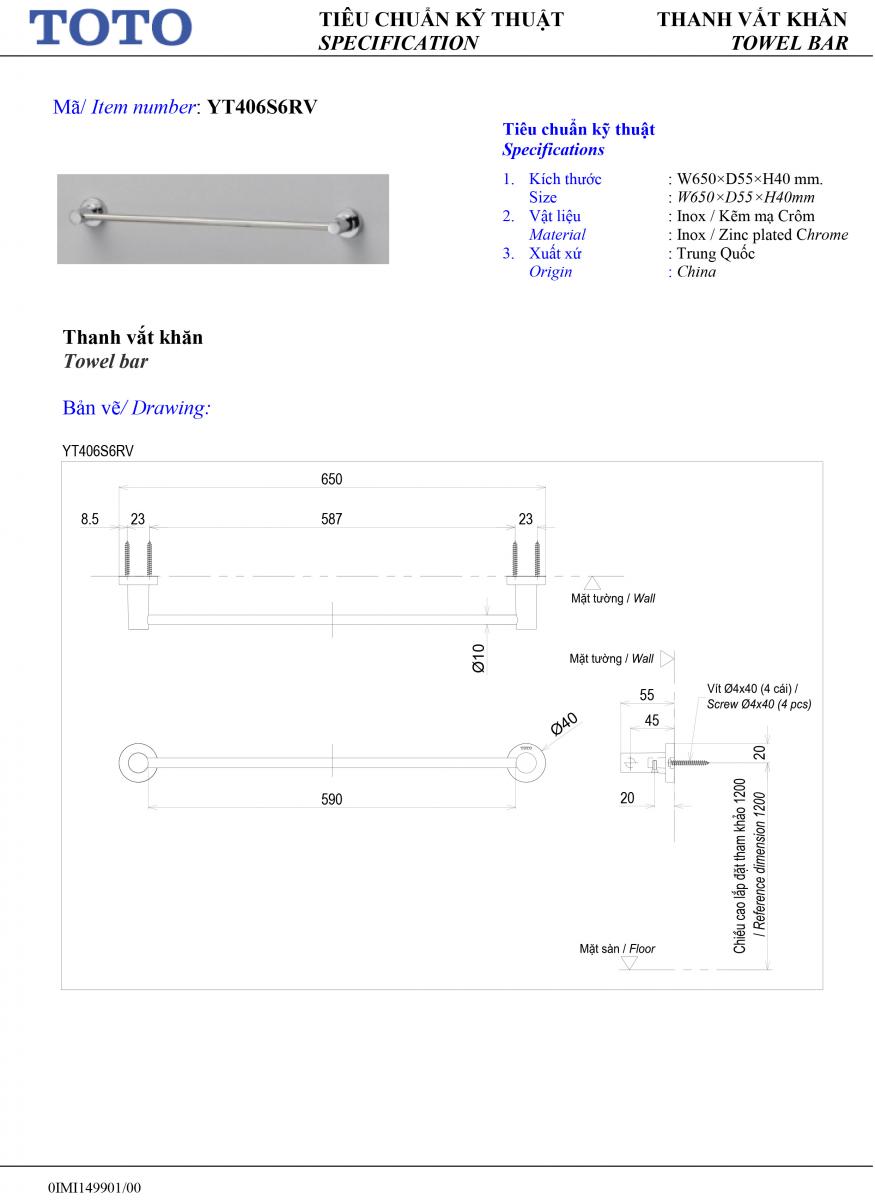 TOTO
TIÊU CHUẨN KỸ THUẬT
SPECIFICATION
THANH VẮT KHĂN
TOWEL BAR
Mã/ Item number: YT406S6RV
Tiêu chuẩn kỹ thuật
Specifications
1. Kích thước : W650×D55×H40 mm.
Size : W650×D55×H40mm
2. Vật liệu : Inox / Kẽm mạ Crôm
Material : Inox / Zinc plated Chrome
3. Xuất xứ : Trung Quốc
Origin : China
Thanh vắt khăn
Towel bar
Bản vẽ/ Drawing:
YT406S6RV
650
8.5 23 587 23
Mặt tường / Wall
Ø10
Mặt tường / Wall
Vít Ø4x40 (4 cái) /
Screw Ø4x40 (4 pcs)
55
45
Ø40
TOTO
20
590
20
Chiều cao lắp đặt tham khảo 1200
/ Reference dimension 1200
Mặt sàn / Floor
0IMI149901/00